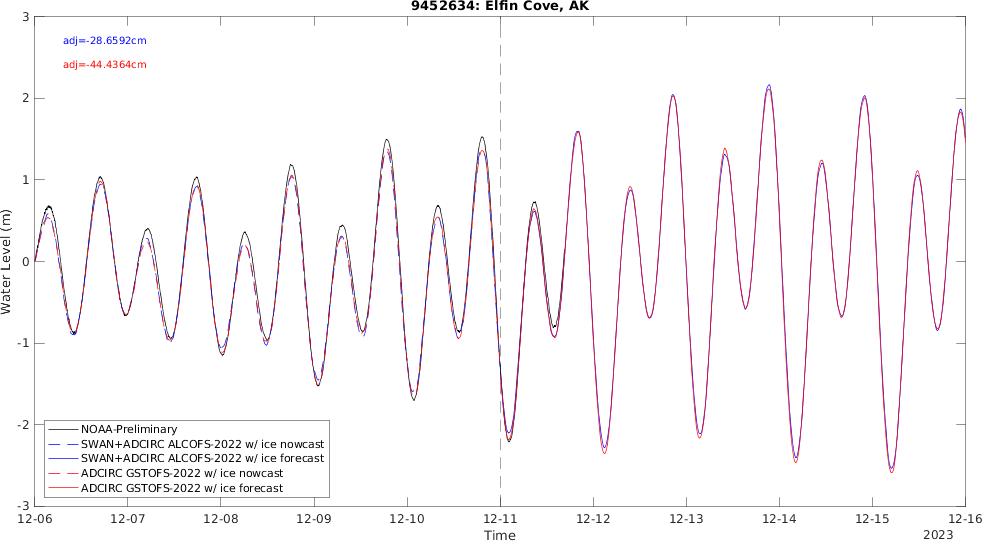 9452634: Elfin Cove, AK
adj=-28.6592cm
adj=-44.4364cm
Water Level (m)
3
2
1
0
-1
-2
-3
NOAA-Preliminary
SWAN+ADCIRC ALCOFS-2022 w/ ice nowcast
SWAN+ADCIRC ALCOFS-2022 w/ ice forecast
ADCIRC GSTOFS-2022 w/ ice nowcast
ADCIRC GSTOFS-2022 w/ ice forecast
12-06 12-07 12-08 12-09 12-10 12-11 12-12 12-13 12-14 12-15 12-16
Time
2023